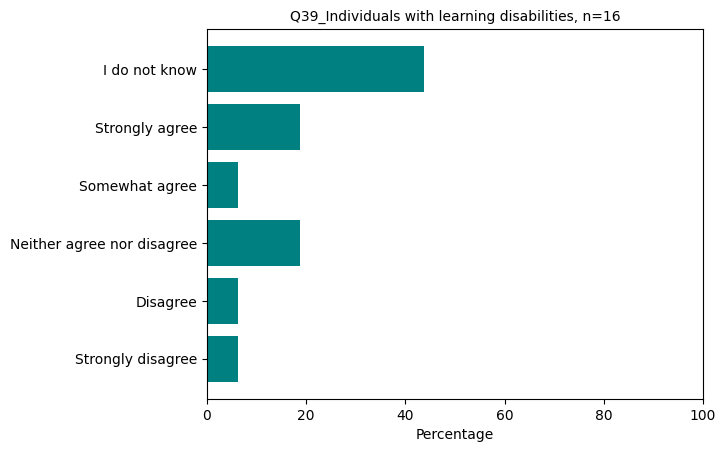 Q39_Individuals with learning disabilities, n=16
I do not know
Strongly agree
Somewhat agree
Neither agree nor disagree
Disagree
Strongly disagree
0 20 40 60 80 100
Percentage